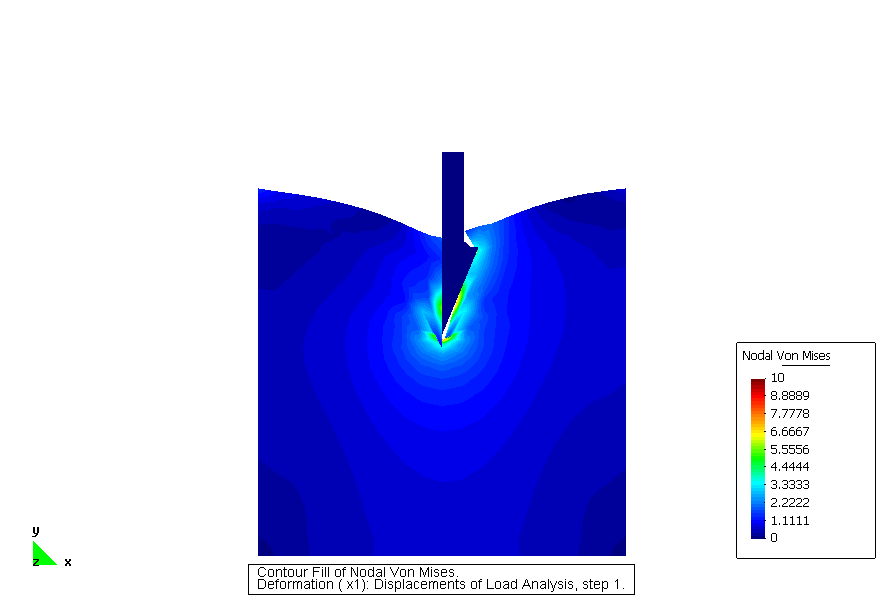 Nodal Von Mises
10
8.8889
7.7778
6.6667
5.5556
4.4444
3.3333
2.2222
1.1111
0
y
z x
Contour Fill of Nodal Von Mises.
Deformation ( x1): Displacements of Load Analysis, step 1.